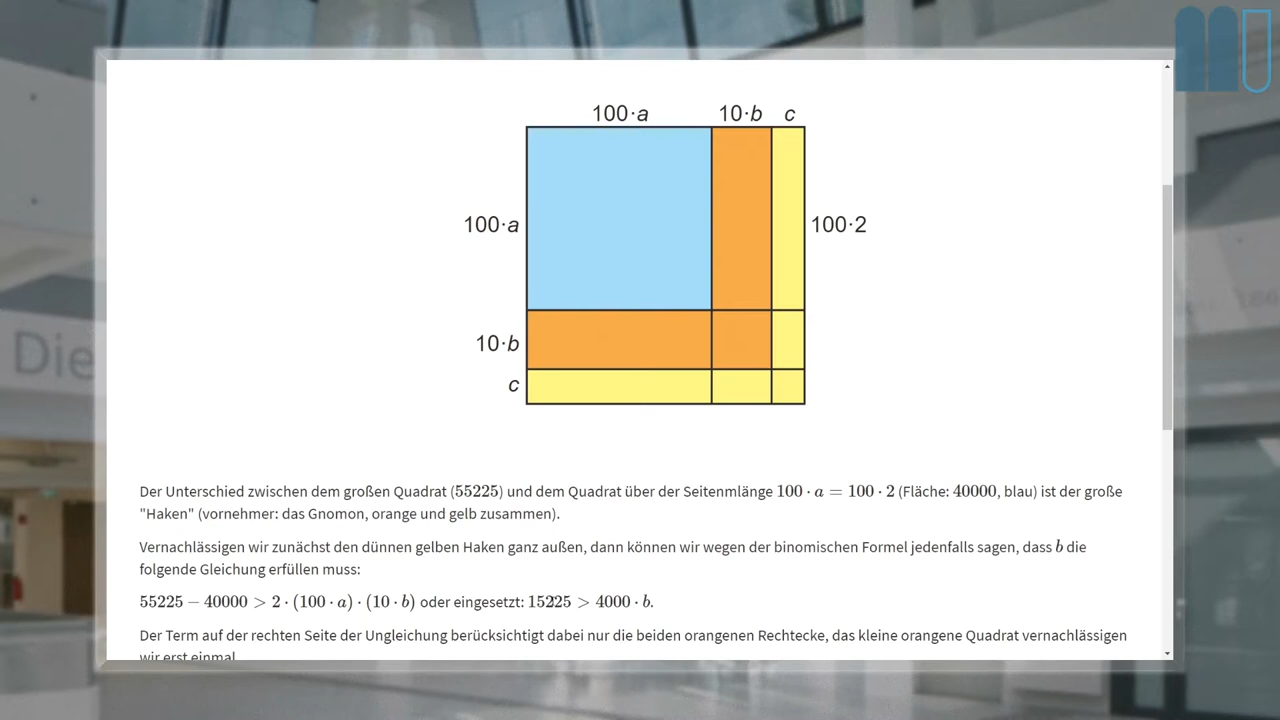 100·a 10·b c
100·a 100·2
10·b
c
Der Unterschied zwischen dem großen Quadrat (55225) und dem Quadrat über der Seitenmlänge 100 · a = 100 · 2 (Fläche: 40000, blau) ist der große
"Haken" (vornehmer: das Gnomon, orange und gelb zusammen).
Vernachlässigen wir zunächst den dünnen gelben Haken ganz außen, dann können wir wegen der binomischen Formel jedenfalls sagen, dass b die
folgende Gleichung erfüllen muss:
55225 − 40000 > 2 · (100 · a) · (10 · b) oder eingesetzt: 15225 > 4000 · b.
Der Term auf der rechten Seite der Ungleichung berücksichtigt dabei nur die beiden orangenen Rechtecke, das kleine orangene Quadrat vernachlässigen
wir erst einmal
Die